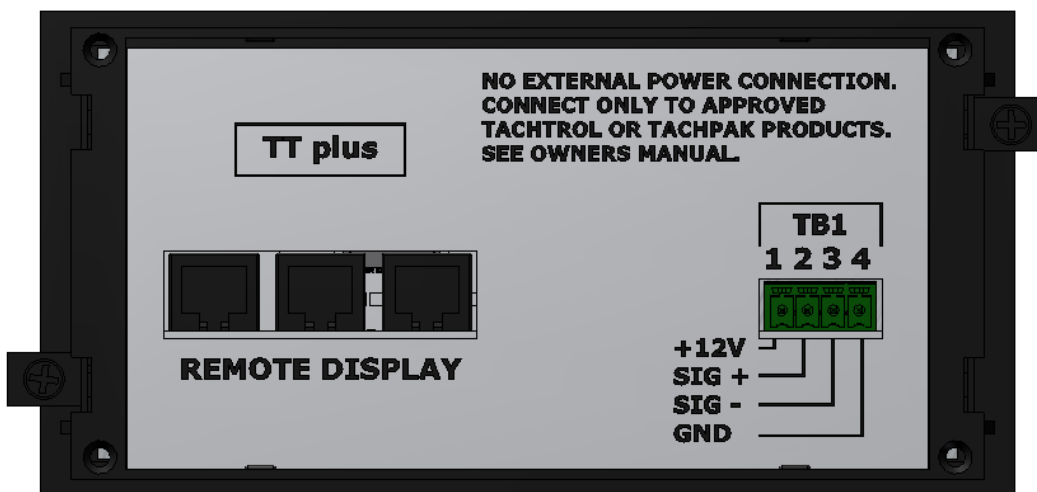 NO EXTERNAL POWER CONNECTION.
CONNECT ONLY TO APPROVED
TACHTROL OR TACHPAK PRODUCTS.
SEE OWNERS MANUAL.
TT plus
TB1
1 2 3 4
REMOTE DISPLAY
+12V
SIG +
SIG -
GND